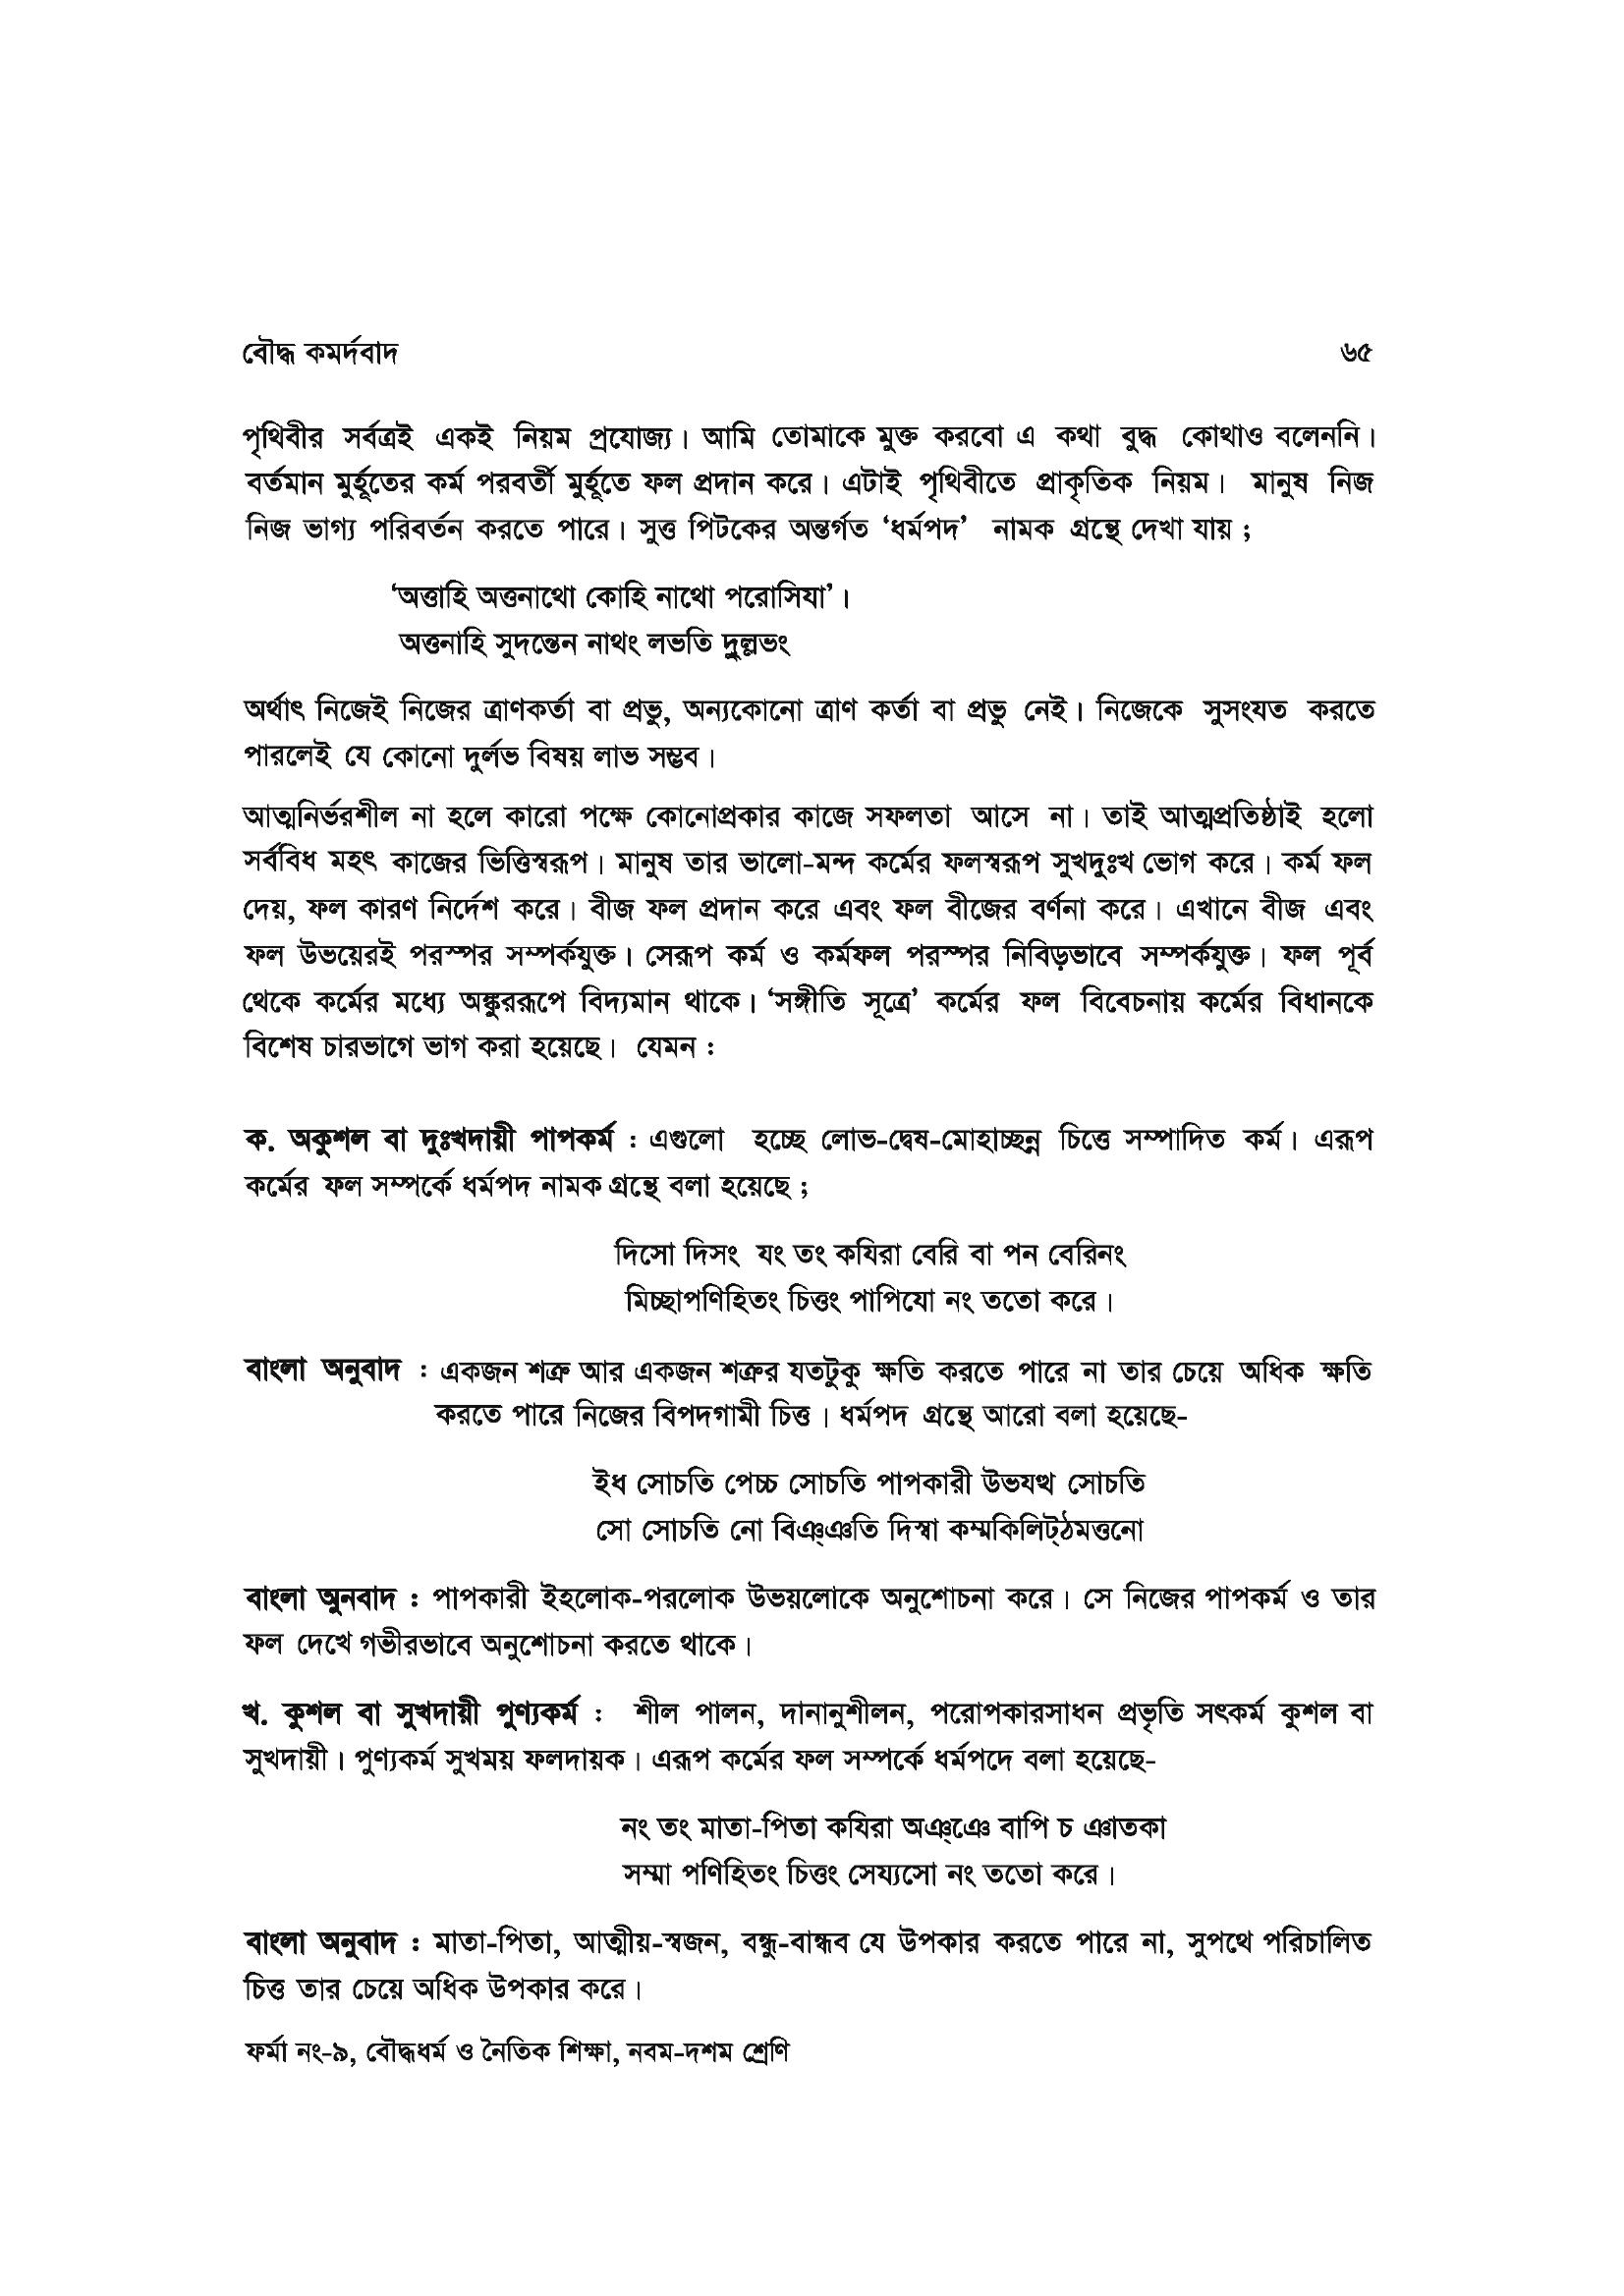 বৌদ্ধ কমর্দবাদ ৬৫
পৃথিবীর সর্বত্রই একই নিয়ম প্রযোজ্য। আমি তোমাকে মুক্ত করবো এ কথা বুদ্ধ কোথাও বলেননি।
বর্তমান মুর্হূতের কর্ম পরবর্তী মুর্হূতে ফল প্রদান করে। এটাই পৃথিবীতে প্রাকৃতিক নিয়ম। মানুষ নিজ
নিজ ভাগ্য পরিবর্তন করতে পারে। সুত্ত পিটকের অন্তর্গত ‘ধর্মপদ’ নামক গ্রন্থে দেখা যায় ;
‘অত্তাহি অত্তনাথো কোহি নাথো পরোসিযা’।
অত্তনাহি সুদন্তেন নাথং লভতি দুল্লভং
অর্থাৎ নিজেই নিজের ত্রাণকর্তা বা প্রভু, অন্যকোনো ত্রাণ কর্তা বা প্রভু নেই। নিজেকে সুসংযত করতে
পারলেই যে কোনো দুর্লভ বিষয় লাভ সম্ভব।
আত্মনির্ভরশীল না হলে কারো পক্ষে কোনোপ্রকার কাজে সফলতা আসে না। তাই আত্মপ্রতিষ্ঠাই হলো
সর্ববিধ মহৎ কাজের ভিত্তিস্বরূপ। মানুষ তার ভালো-মন্দ কর্মের ফলস্বরূপ সুখদুঃখ ভোগ করে। কর্ম ফল
দেয়, ফল কারণ নির্দেশ করে। বীজ ফল প্রদান করে এবং ফল বীজের বর্ণনা করে। এখানে বীজ এবং
ফল উভয়েরই পরস্পর সম্পর্কযুক্ত। সেরূপ কর্ম ও কর্মফল পরস্পর নিবিড়ভাবে সম্পর্কযুক্ত। ফল পূর্ব
থেকে কর্মের মধ্যে অঙ্কুররূপে বিদ্যমান থাকে। ‘সঙ্গীতি সূত্রে’ কর্মের ফল বিবেচনায় কর্মের বিধানকে
বিশেষ চারভাগে ভাগ করা হয়েছে। যেমন :
ক. অকুশল বা দুঃখদায়ী পাপকর্ম : এগুলো হচ্ছে লোভ-দ্বেষ-মোহাচ্ছন্ন চিত্তে সম্পাদিত কর্ম। এরূপ
কর্মের ফল সম্পর্কে ধর্মপদ নামক গ্রন্থে বলা হয়েছে ;
দিসো দিসং যং তং কযিরা বেরি বা পন বেরিনং
মিচ্ছাপণিহিতং চিত্তং পাপিযো নং ততো করে।
বাংলা অনুবাদ : একজন শত্রু আর একজন শত্রুর যতটুকু ক্ষতি করতে পারে না তার চেয়ে অধিক ক্ষতি
করতে পারে নিজের বিপদগামী চিত্ত। ধর্মপদ গ্রন্থে আরো বলা হয়েছে-
ইধ সোচতি পেচ্চ সোচতি পাপকারী উভযত্থ সোচতি
সো সোচতি নো বিঞ্ঞতি দিস্বা কম্মকিলিট্ঠমত্তনো
বাংলা অুনবাদ : পাপকারী ইহলোক-পরলোক উভয়লোকে অনুশোচনা করে। সে নিজের পাপকর্ম ও তার
ফল দেখে গভীরভাবে অনুশোচনা করতে থাকে।
খ. কুশল বা সুখদায়ী পুণ্যকর্ম : শীল পালন, দানানুশীলন, পরোপকারসাধন প্রভৃতি সৎকর্ম কুশল বা
সুখদায়ী। পুণ্যকর্ম সুখময় ফলদায়ক। এরূপ কর্মের ফল সম্পর্কে ধর্মপদে বলা হয়েছে-
নং তং মাতা-পিতা কযিরা অঞ্ঞে বাপি চ ঞাতকা
সম্মা পণিহিতং চিত্তং সেয্যসো নং ততো করে।
বাংলা অনুবাদ : মাতা-পিতা, আত্মীয়-স্বজন, বন্ধু-বান্ধব যে উপকার করতে পারে না, সুপথে পরিচালিত
চিত্ত তার চেয়ে অধিক উপকার করে।
ফর্মা নং-৯, বৌদ্ধধর্ম ও নৈতিক শিক্ষা, নবম-দশম শ্রেণি